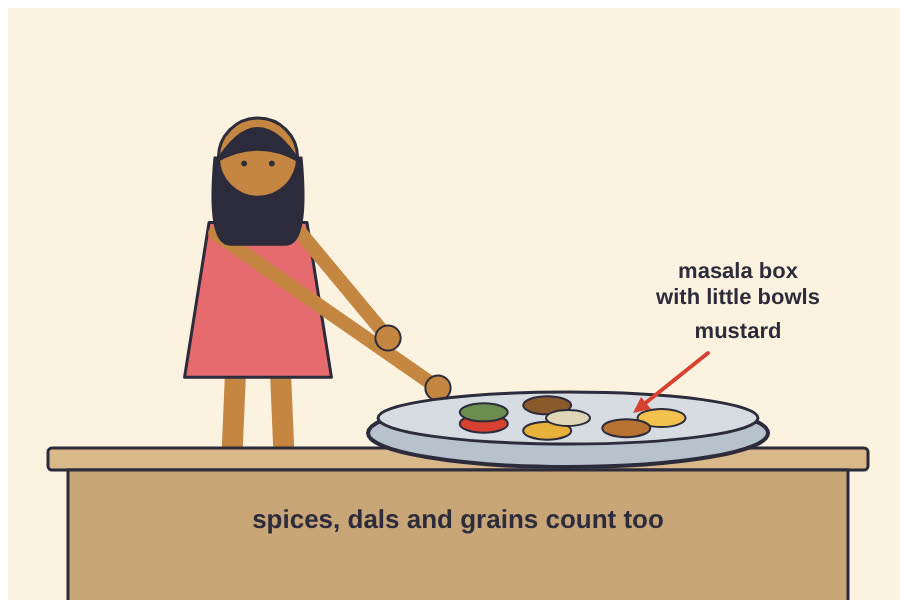 masala box
with little bowls
mustard
spices, dals and grains count too